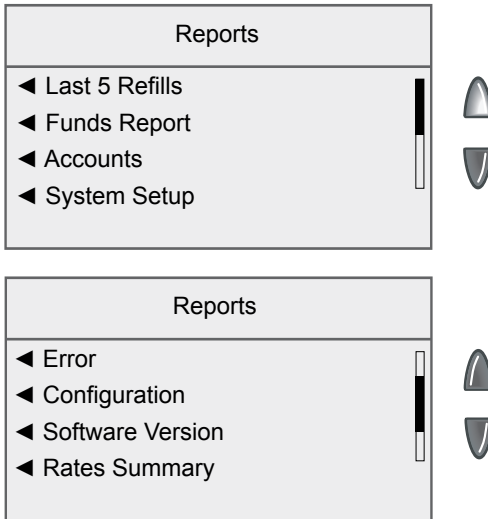 Reports
◄ Last 5 Refills
◄ Funds Report
◄ Accounts
◄ System Setup
Reports
◄ Error
◄ Configuration
◄ Software Version
◄ Rates Summary